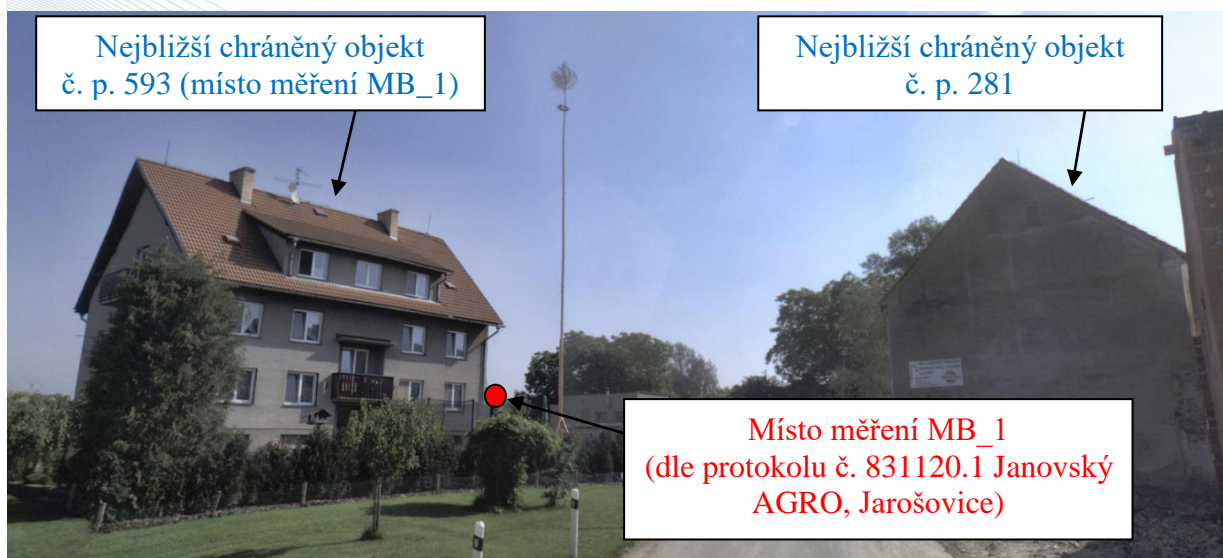 Nejbližší chráněný objekt
č. p. 593 (místo měření MB_1)
Nejbližší chráněný objekt
č. p. 281
Místo měření MB_1
(dle protokolu č. 831120.1 Janovský
AGRO, Jarošovice)